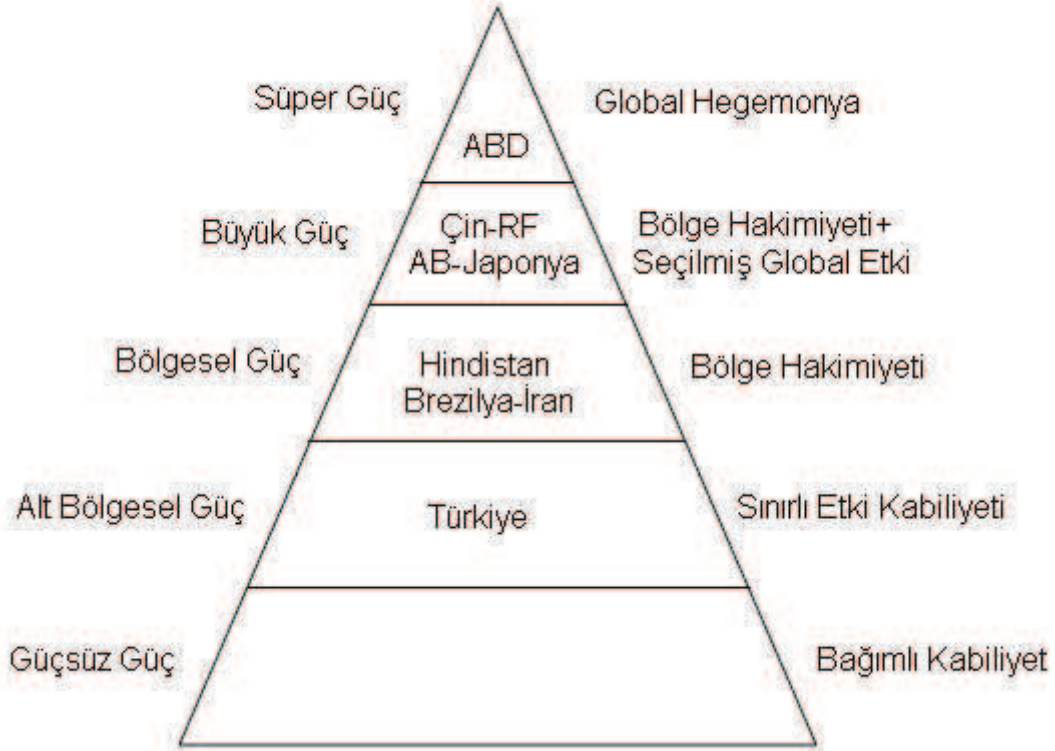 Süper Güç
Global Hegemonya
ABD
Büyük Güç
Çin-RF
AB-Japonya
Bölge Hakimiyeti+
Seçilmiş Global Etki
Bölgesel Güç
Hindistan
Brezilya-İran
Bölge Hakimiyeti
Alt Bölgesel Güç
Türkiye
Sınırlı Etki Kabiliyeti
Güçsüz Güç
Bağımlı Kabiliyet